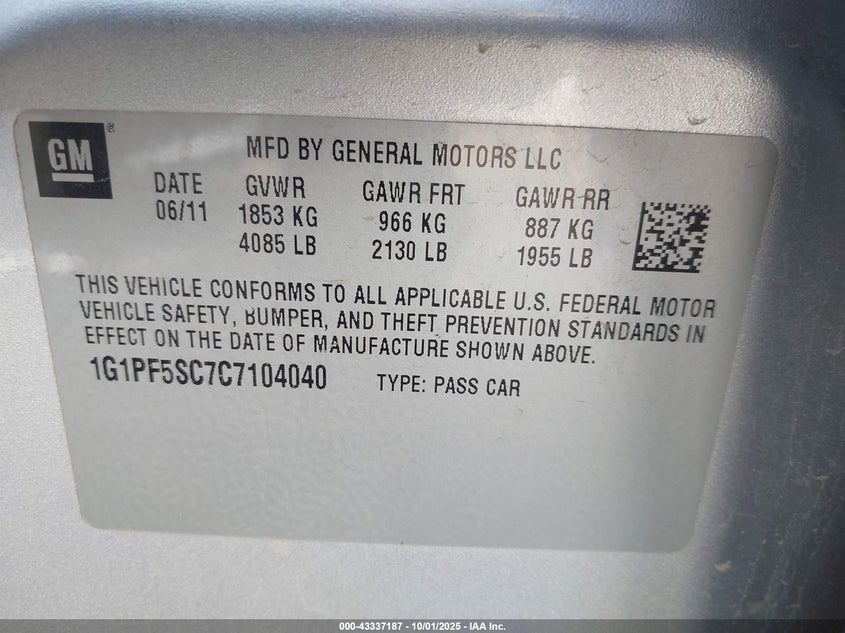 GM®
MFD BY GENERAL MOTORS LLC
DATE GVWR GAWR FRT GAWR RR
06/11 1853 KG 966 KG 887 KG
4085 LB 2130 LB 1955 LB
THIS VEHICLE CONFORMS TO ALL APPLICABLE U.S. FEDERAL MOTOR
VEHICLE SAFETY, BUMPER, AND THEFT PREVENTION STANDARDS IN
EFFECT ON THE DATE OF MANUFACTURE SHOWN ABOVE.
1G1PF5SC7C7104040 TYPE: PASS CAR
000-43337187 - 10/01/2025 - IAA Inc.